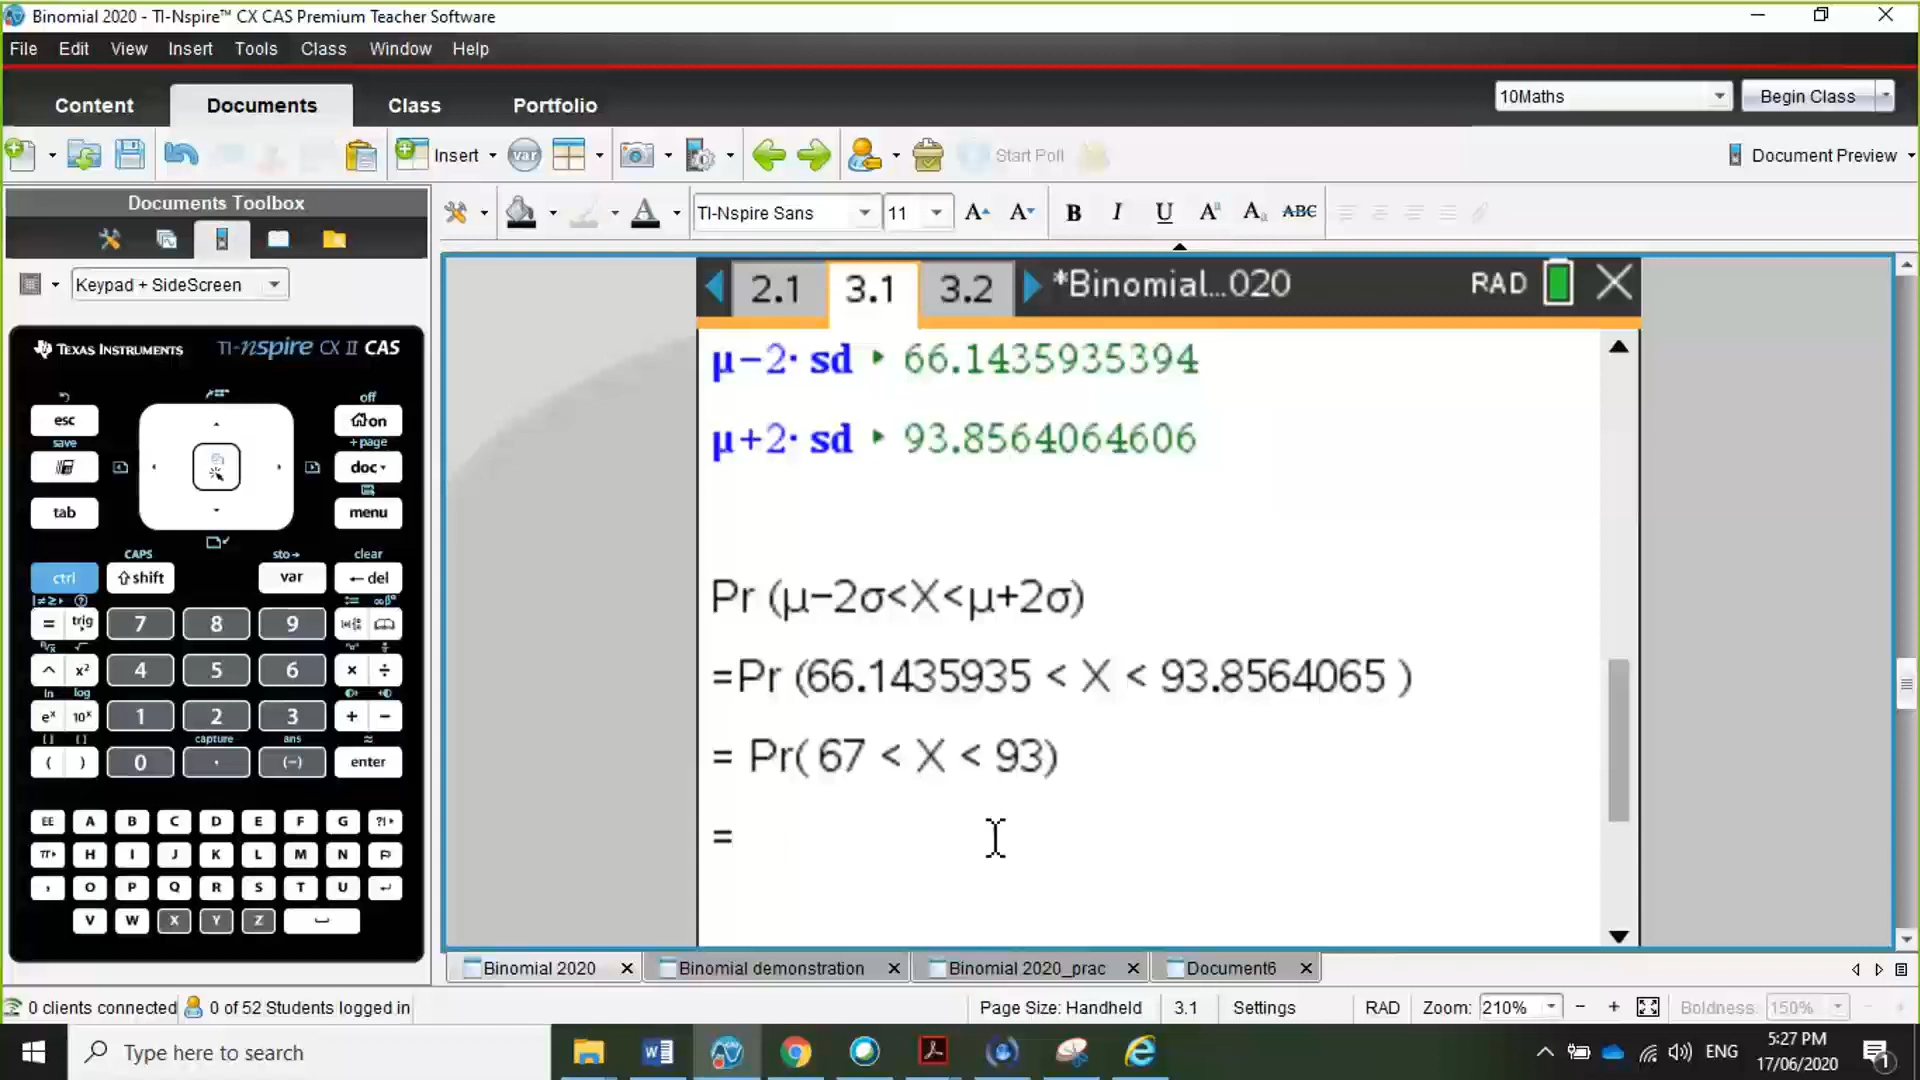 Binomial 2020 - TI-Nspire™ CX CAS Premium Teacher Software
File Edit View Insert Tools Class Window Help
Content Documents Class Portfolio
10Maths Begin Class
Insert var Start Poll Document Preview
Documents Toolbox
TI-Nspire Sans 11 A A B I U A A ABC
Keypad + SideScreen
2.1 3.1 3.2 *Binomial...020 RAD
TEXAS INSTRUMENTS TI-nspire CX II CAS
μ−2· sd ▸ 66.1435935394
μ+2· sd ▸ 93.8564064606
Pr (μ−2σ<X<μ+2σ)
=Pr (66.1435935 < X < 93.8564065 )
= Pr( 67 < X < 93)
=
off
esc on
save + page
doc
tab menu
CAPS sto→ clear
ctrl shift var ←del
= trig 7 8 9
^ x² 4 5 6 × ÷
ln log
eˣ 10ˣ 1 2 3 + −
[ ] { } capture ans ≈
( ) 0 . (−) enter
EE A B C D E F G ?!▸
π▸ H I J K L M N
, O P Q R S T U
V W X Y Z
Binomial 2020 Binomial demonstration Binomial 2020_prac Document6
0 clients connected 0 of 52 Students logged in Page Size: Handheld 3.1 Settings RAD Zoom: 210% − + Boldness: 150%
Type here to search
ENG
5:27 PM
17/06/2020
1